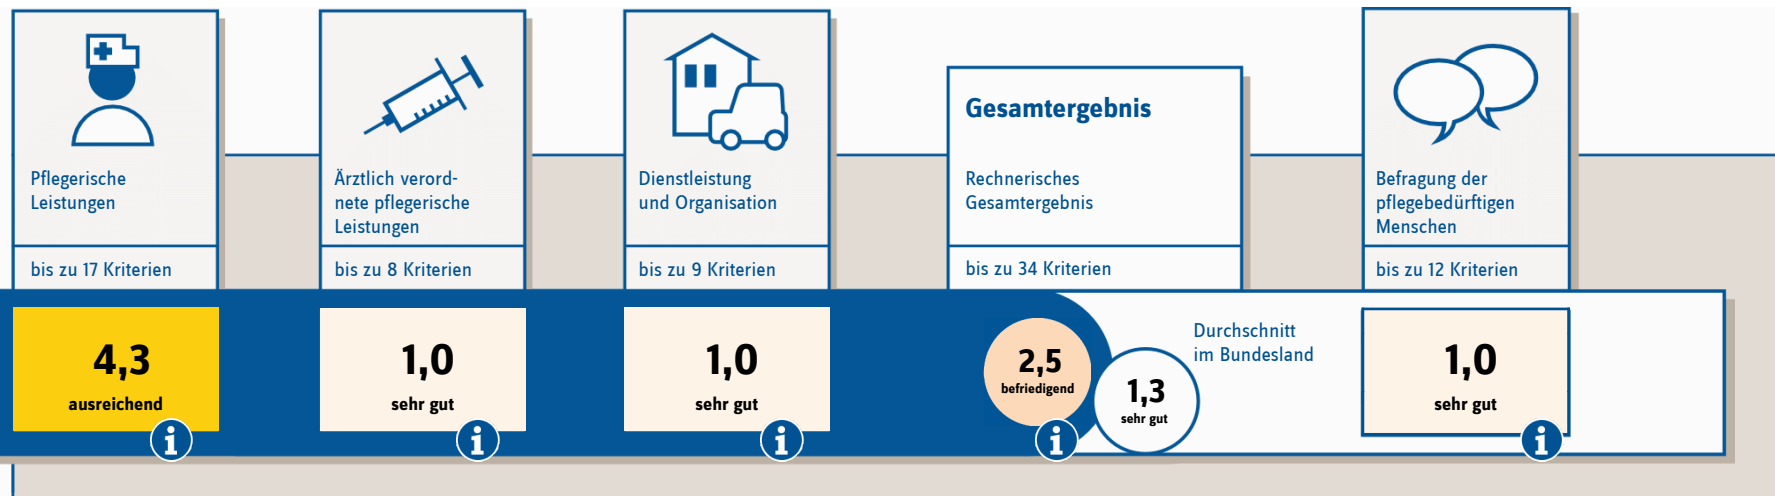 Pflegerische
Leistungen
bis zu 17 Kriterien
4,3
ausreichend
i
Ärztlich verord-
nete pflegerische
Leistungen
bis zu 8 Kriterien
1,0
sehr gut
i
Dienstleistung
und Organisation
bis zu 9 Kriterien
1,0
sehr gut
i
Gesamtergebnis
Rechnerisches
Gesamtergebnis
bis zu 34 Kriterien
2,5
befriedigend
i
1,3
sehr gut
Durchschnitt
im Bundesland
Befragung der
pflegebedürftigen
Menschen
bis zu 12 Kriterien
1,0
sehr gut
i